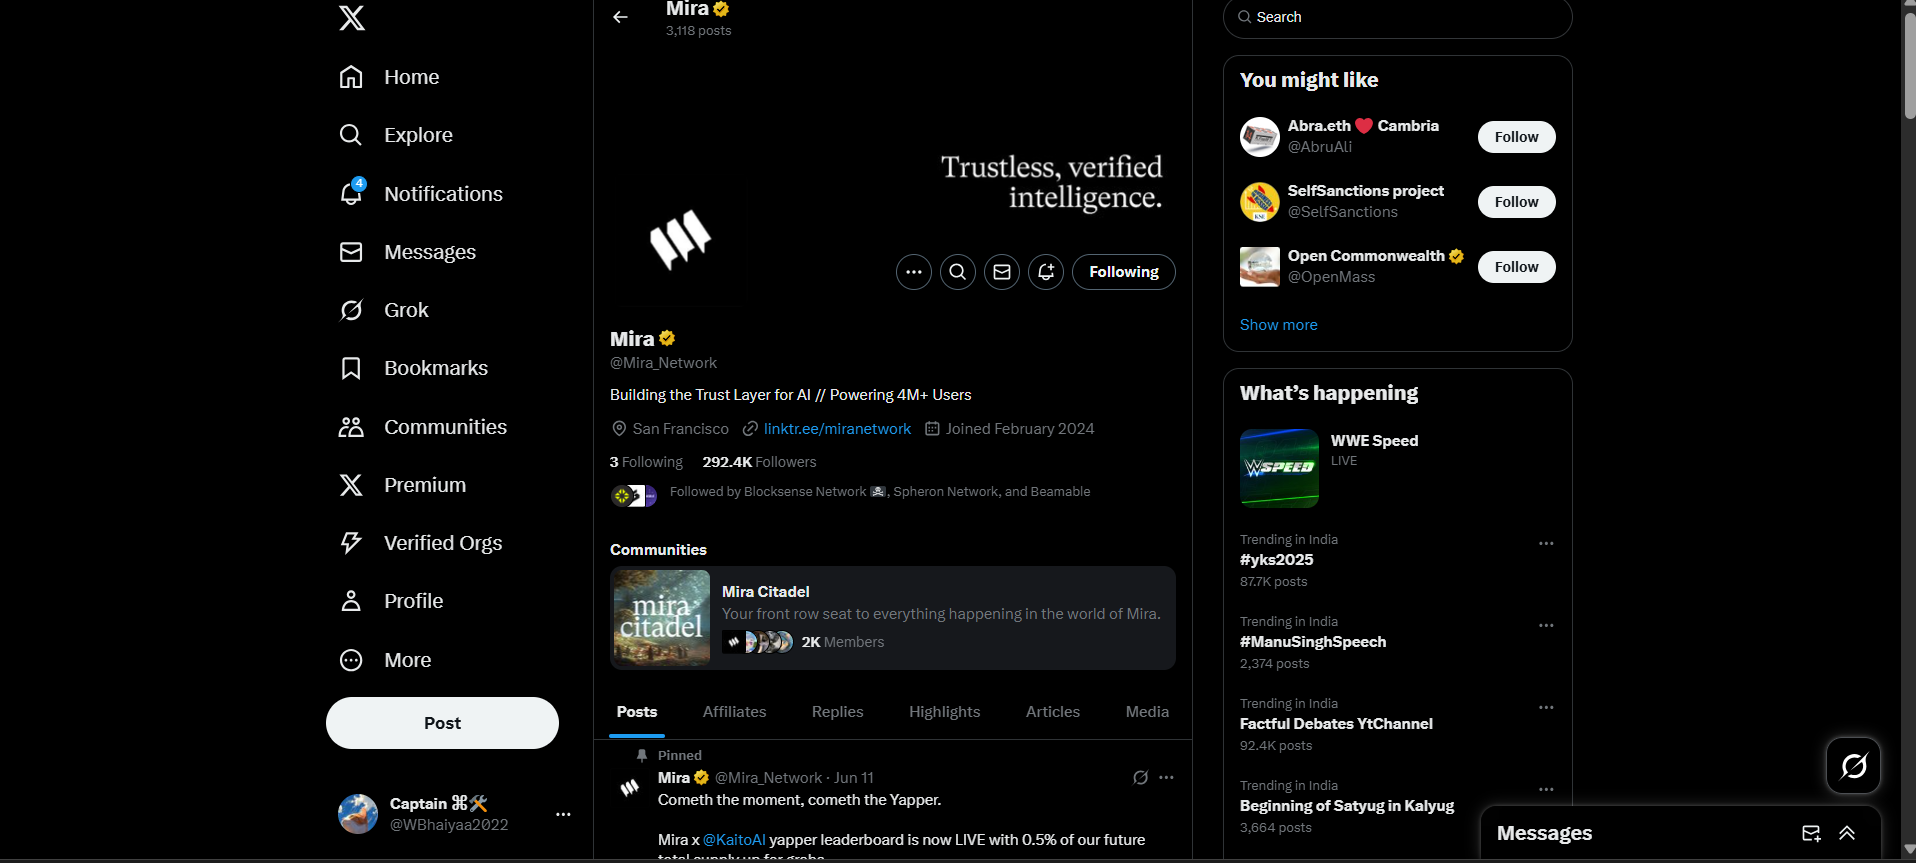 Home
Explore
4
Notifications
Messages
Grok
Bookmarks
Communities
Premium
Verified Orgs
Profile
More
Post
Captain ⌘🛠️
@WBhaiyaa2022
Mira
3,118 posts
Trustless, verified
intelligence.
Following
Mira
@Mira_Network
Building the Trust Layer for AI // Powering 4M+ Users
San Francisco linktr.ee/miranetwork Joined February 2024
3 Following 292.4K Followers
Followed by Blocksense Network 🏴‍☠️, Spheron Network, and Beamable
Communities
mira
citadel
Mira Citadel
Your front row seat to everything happening in the world of Mira.
2K Members
Posts Affiliates Replies Highlights Articles Media
Pinned
Mira @Mira_Network · Jun 11
Cometh the moment, cometh the Yapper.
Mira x @KaitoAI yapper leaderboard is now LIVE with 0.5% of our future
total supply up for grabs
Search
You might like
Abra.eth ❤️ Cambria
@AbruAli
Follow
SelfSanctions project
@SelfSanctions
Follow
Open Commonwealth
@OpenMass
Follow
Show more
What's happening
WSPEED
WWE Speed
LIVE
Trending in India
#yks2025
87.7K posts
Trending in India
#ManuSinghSpeech
2,374 posts
Trending in India
Factful Debates YtChannel
92.4K posts
Trending in India
Beginning of Satyug in Kalyug
3,664 posts
Messages